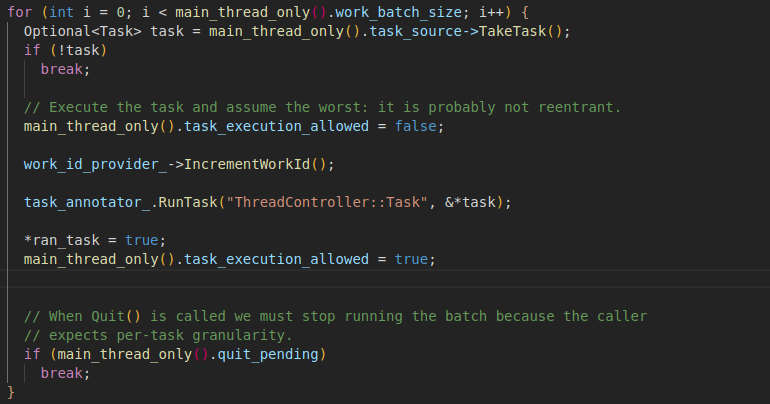 for (int i = 0; i < main_thread_only().work_batch_size; i++) {
  Optional<Task> task = main_thread_only().task_source->TakeTask();
  if (!task)
    break;

  // Execute the task and assume the worst: it is probably not reentrant.
  main_thread_only().task_execution_allowed = false;

  work_id_provider_->IncrementWorkId();

  task_annotator_.RunTask("ThreadController::Task", &*task);

  *ran_task = true;
  main_thread_only().task_execution_allowed = true;


  // When Quit() is called we must stop running the batch because the caller
  // expects per-task granularity.
  if (main_thread_only().quit_pending)
    break;
}